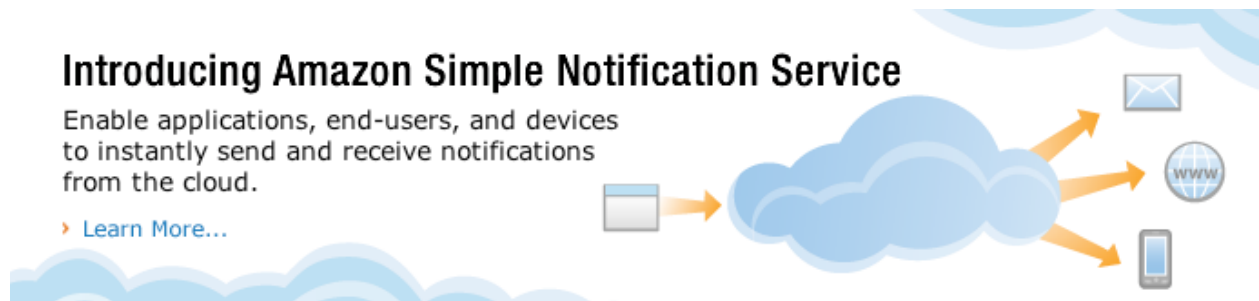 Introducing Amazon Simple Notification Service
Enable applications, end-users, and devices
to instantly send and receive notifications
from the cloud.
› Learn More...
www